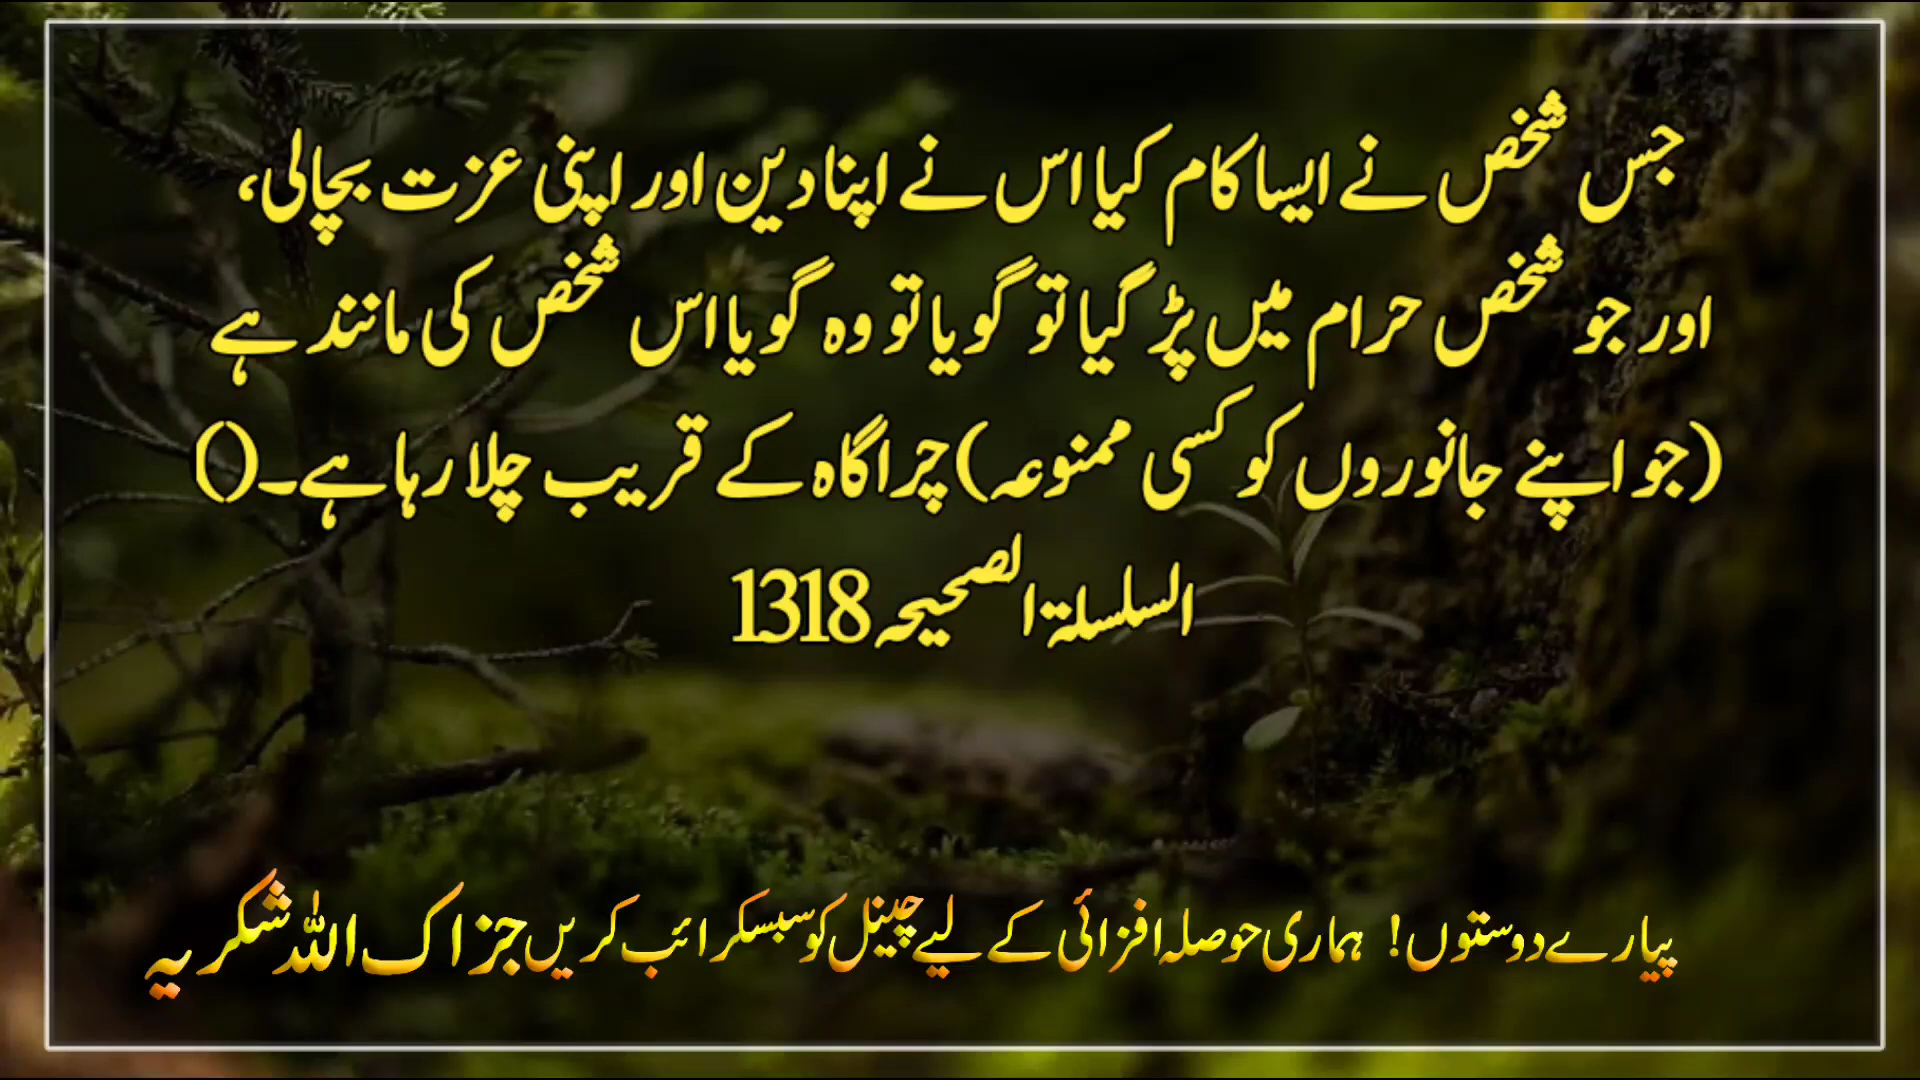 جس شخص نے ایسا کام کیا اس نے اپنا دین اور اپنی عزت بچالی،
اور جو شخص حرام میں پڑ گیا تو گویا تو وہ گویا اس شخص کی مانند ہے
(جو اپنے جانوروں کو کسی ممنوعہ) چراگاہ کے قریب چلا رہا ہے۔()
السلسلۃ الصحیحہ 1318
پیارے دوستوں! ہماری حوصلہ افزائی کے لیے چینل کو سبسکرائب کریں جزاک اللہ شکریہ